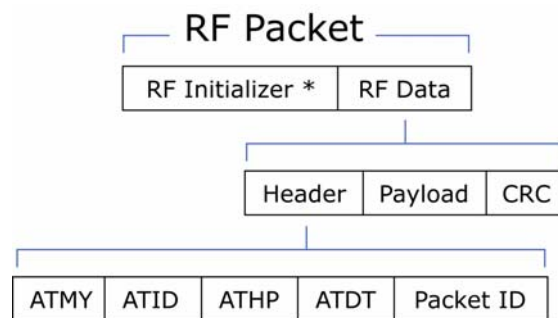 RF Packet
RF Initializer * RF Data
Header Payload CRC
ATMY ATID ATHP ATDT Packet ID